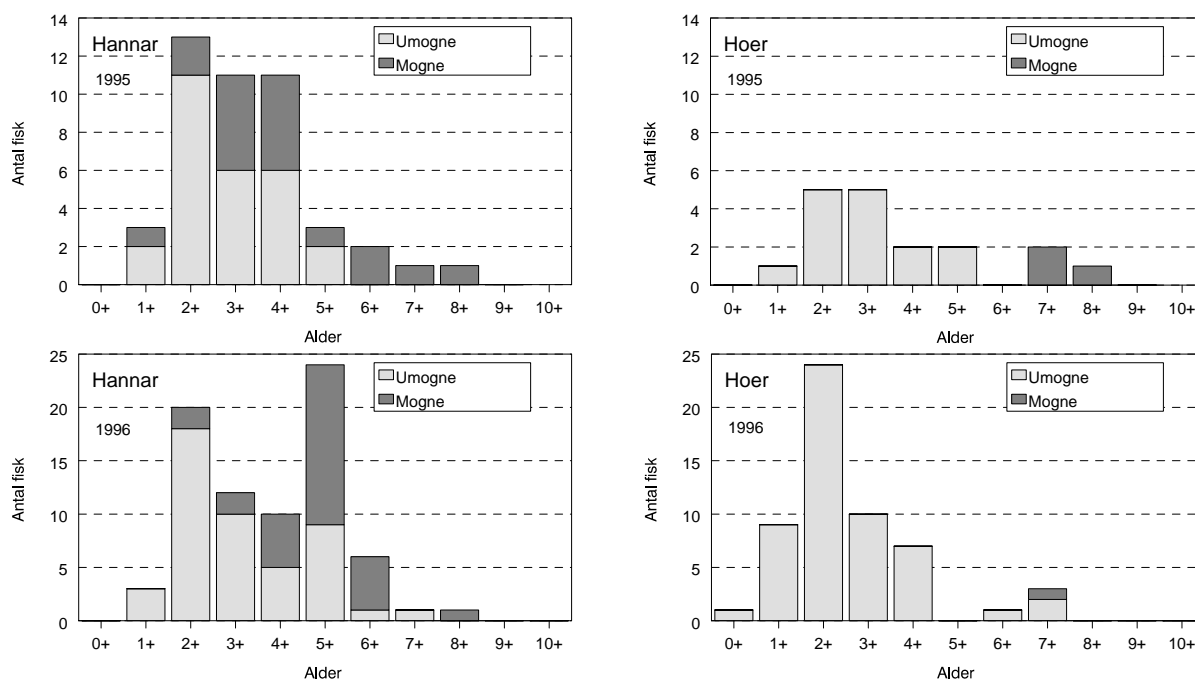 14
12
10
8
6
4
2
0
Antal fisk
Hannar
1995
Umogne
Mogne
0+ 1+ 2+ 3+ 4+ 5+ 6+ 7+ 8+ 9+ 10+
Alder
14
12
10
8
6
4
2
0
Antal fisk
Hoer
1995
Umogne
Mogne
0+ 1+ 2+ 3+ 4+ 5+ 6+ 7+ 8+ 9+ 10+
Alder
25
20
15
10
5
0
Antal fisk
Hannar
1996
Umogne
Mogne
0+ 1+ 2+ 3+ 4+ 5+ 6+ 7+ 8+ 9+ 10+
Alder
25
20
15
10
5
0
Antal fisk
Hoer
1996
Umogne
Mogne
0+ 1+ 2+ 3+ 4+ 5+ 6+ 7+ 8+ 9+ 10+
Alder